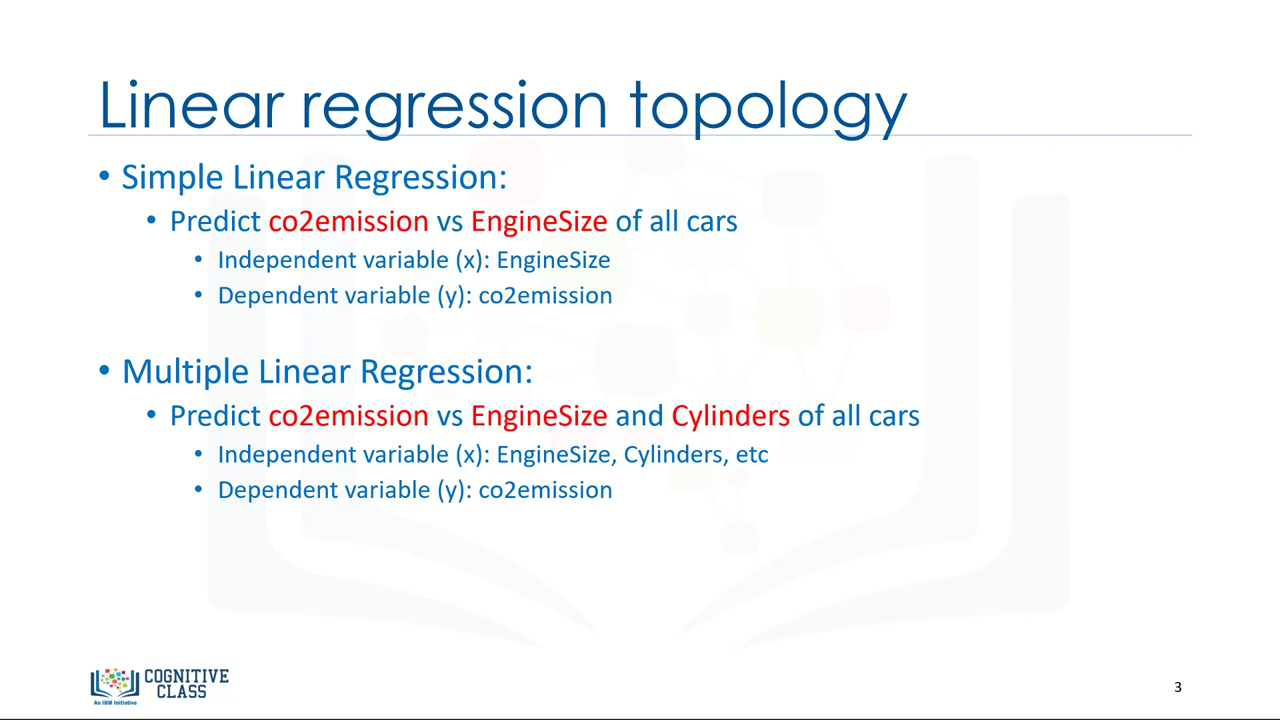 Linear regression topology
• Simple Linear Regression:
• Predict co2emission vs EngineSize of all cars
• Independent variable (x): EngineSize
• Dependent variable (y): co2emission
• Multiple Linear Regression:
• Predict co2emission vs EngineSize and Cylinders of all cars
• Independent variable (x): EngineSize, Cylinders, etc
• Dependent variable (y): co2emission
COGNITIVE
CLASS
An IBM Initiative
3